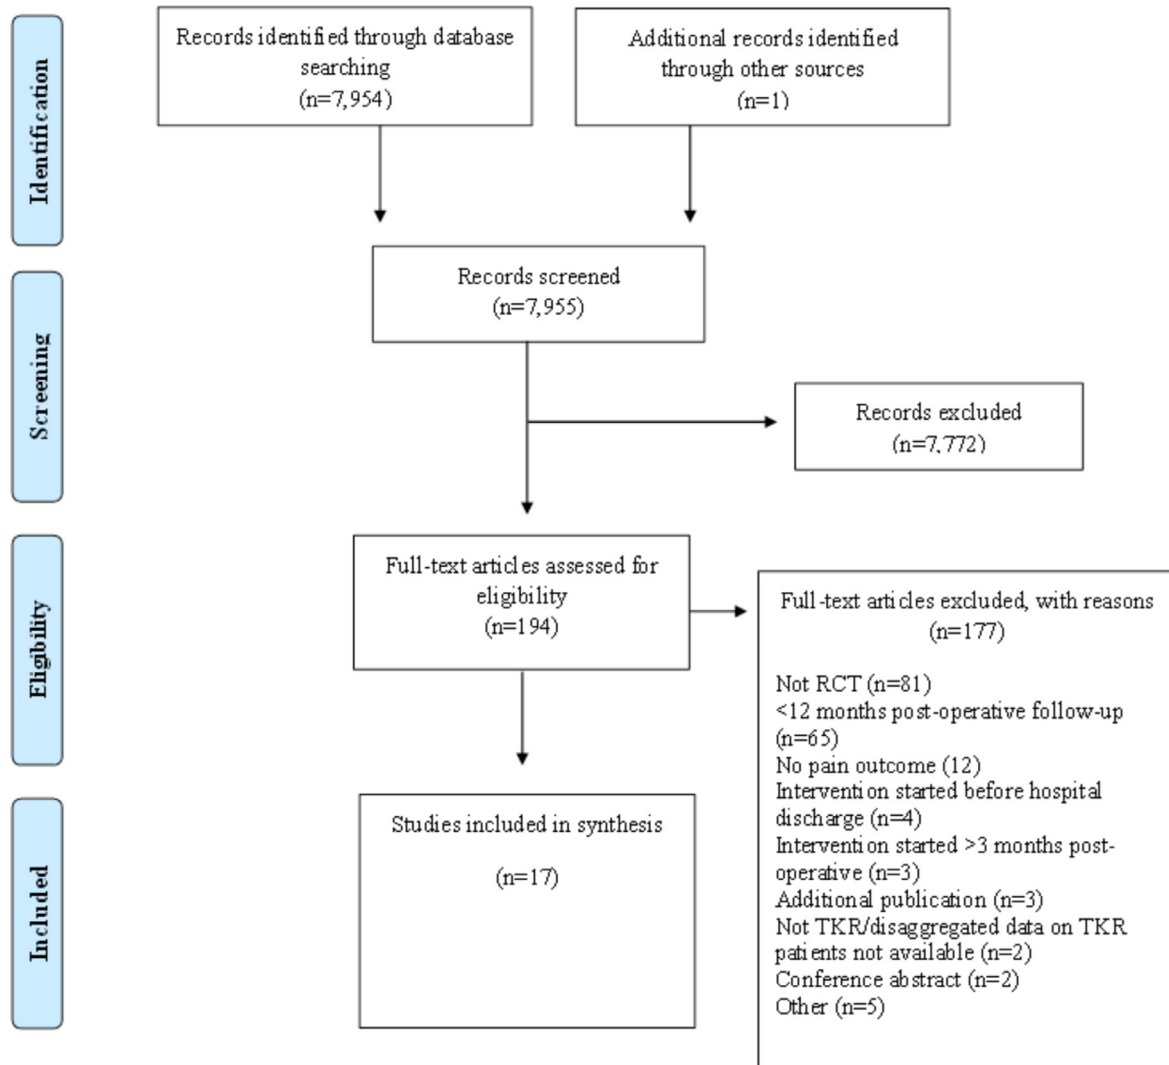 Identification
Records identified through database
searching
(n=7,954)
Additional records identified
through other sources
(n=1)
Screening
Records screened
(n=7,955)
Records excluded
(n=7,772)
Eligibility
Full-text articles assessed for
eligibility
(n=194)
Full-text articles excluded, with reasons
(n=177)
Not RCT (n=81)
<12 months post-operative follow-up
(n=65)
No pain outcome (12)
Intervention started before hospital
discharge (n=4)
Intervention started >3 months post-
operative (n=3)
Additional publication (n=3)
Not TKR/disaggregated data on TKR
patients not available (n=2)
Conference abstract (n=2)
Other (n=5)
Included
Studies included in synthesis
(n=17)